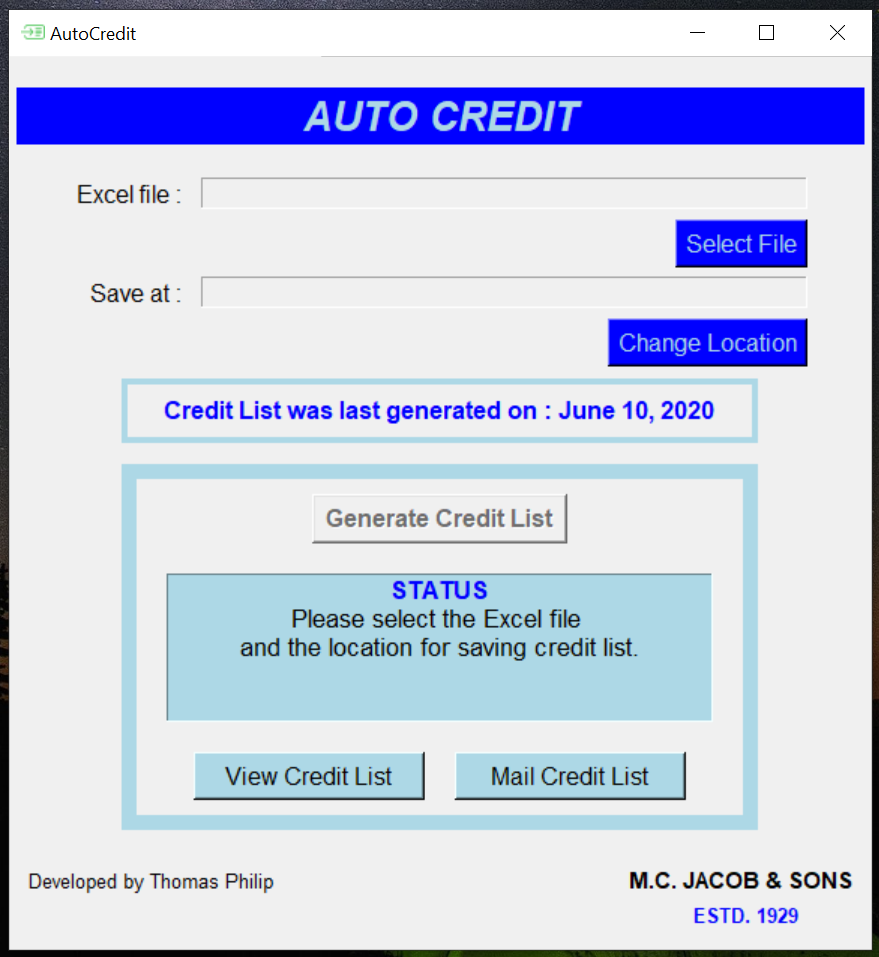 AutoCredit
AUTO CREDIT
Excel file :
Select File
Save at :
Change Location
Credit List was last generated on : June 10, 2020
Generate Credit List
STATUS
Please select the Excel file
and the location for saving credit list.
View Credit List
Mail Credit List
Developed by Thomas Philip
M.C. JACOB & SONS
ESTD. 1929